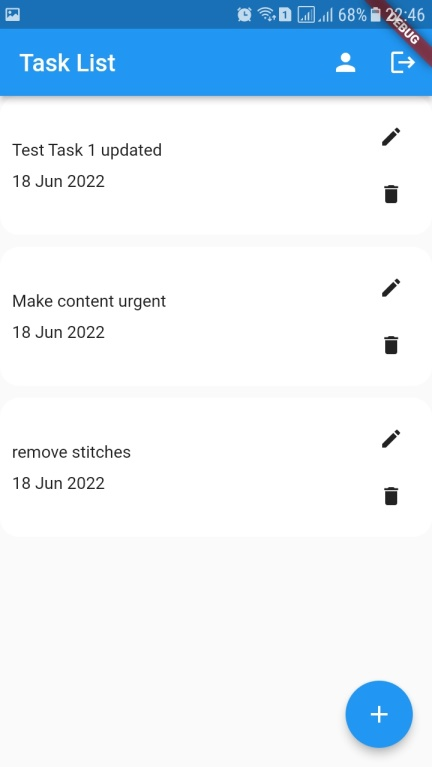 1 68% 22:46
DEBUG
Task List
Test Task 1 updated
18 Jun 2022
Make content urgent
18 Jun 2022
remove stitches
18 Jun 2022